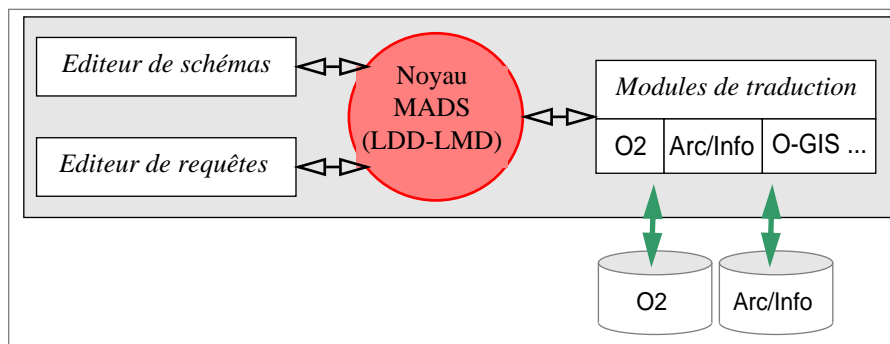 Editeur de schémas
Noyau
MADS
(LDD-LMD)
Modules de traduction
Editeur de requêtes
O2
Arc/Info
O-GIS ...
O2
Arc/Info